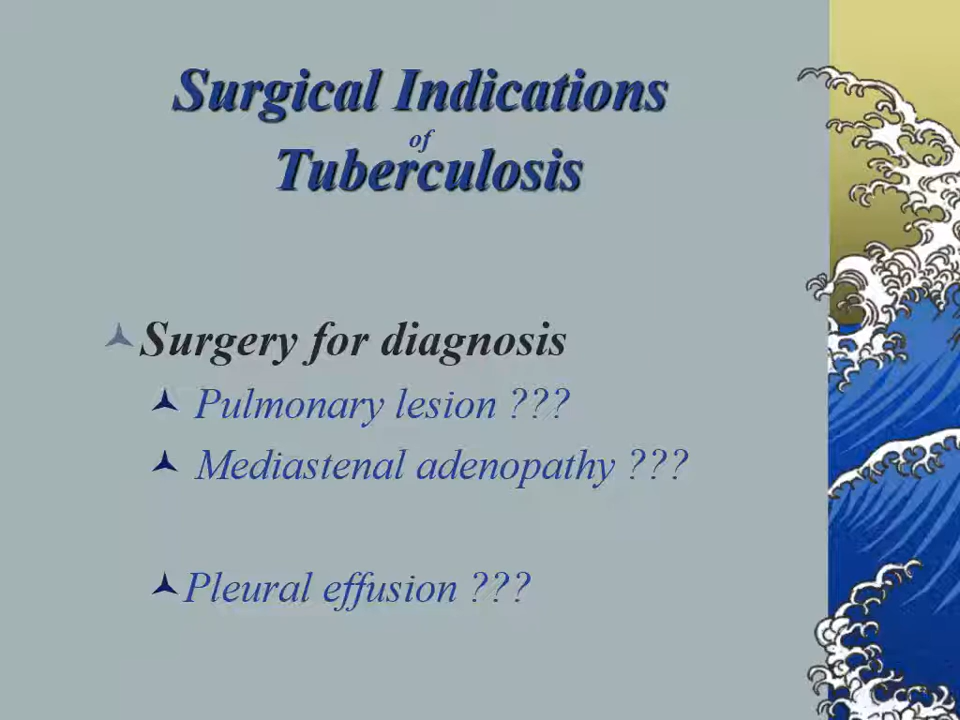 Surgical Indications
of
Tuberculosis
Surgery for diagnosis
Pulmonary lesion ???
Mediastenal adenopathy ???
Pleural effusion ???